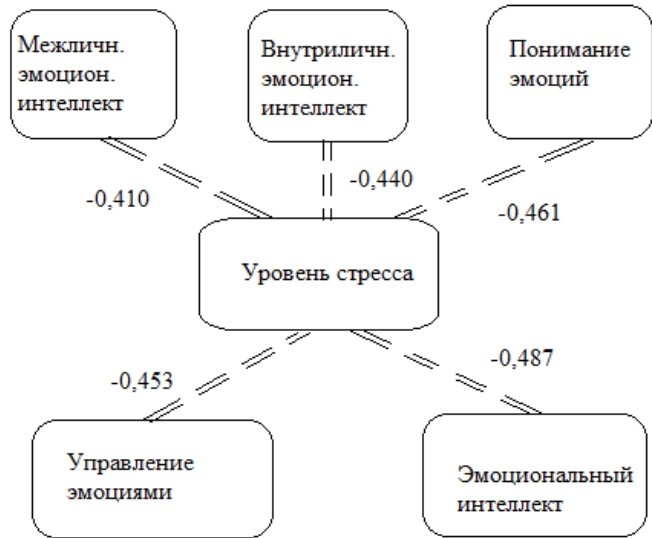 Межличн.
эмоцион.
интеллект
Внутриличн.
эмоцион.
интеллект
Понимание
эмоций
-0,410
-0,440
-0,461
Уровень стресса
-0,453
-0,487
Управление
эмоциями
Эмоциональный
интеллект